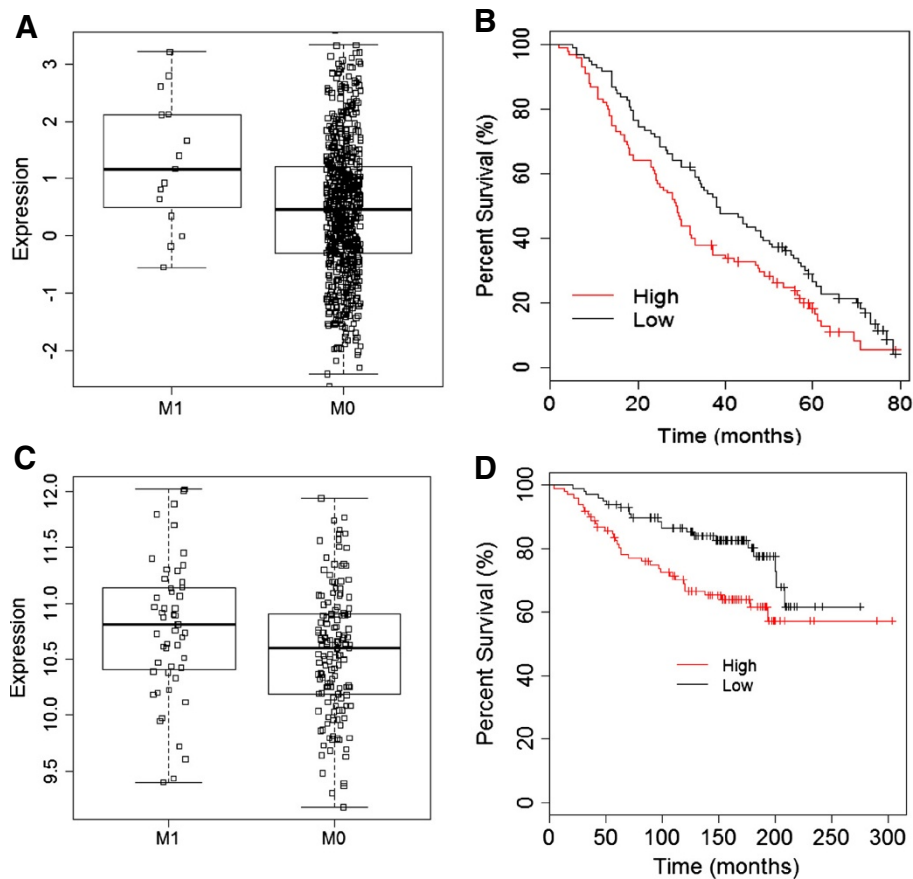 A
Expression
3
2
1
0
-1
-2
M1
M0
B
Percent Survival (%)
100
80
60
40
20
0
High
Low
0
20
40
60
80
Time (months)
C
Expression
12.0
11.5
11.0
10.5
10.0
9.5
M1
M0
D
Percent Survival (%)
100
80
60
40
20
0
High
Low
0
50
100
150
200
250
300
Time (months)